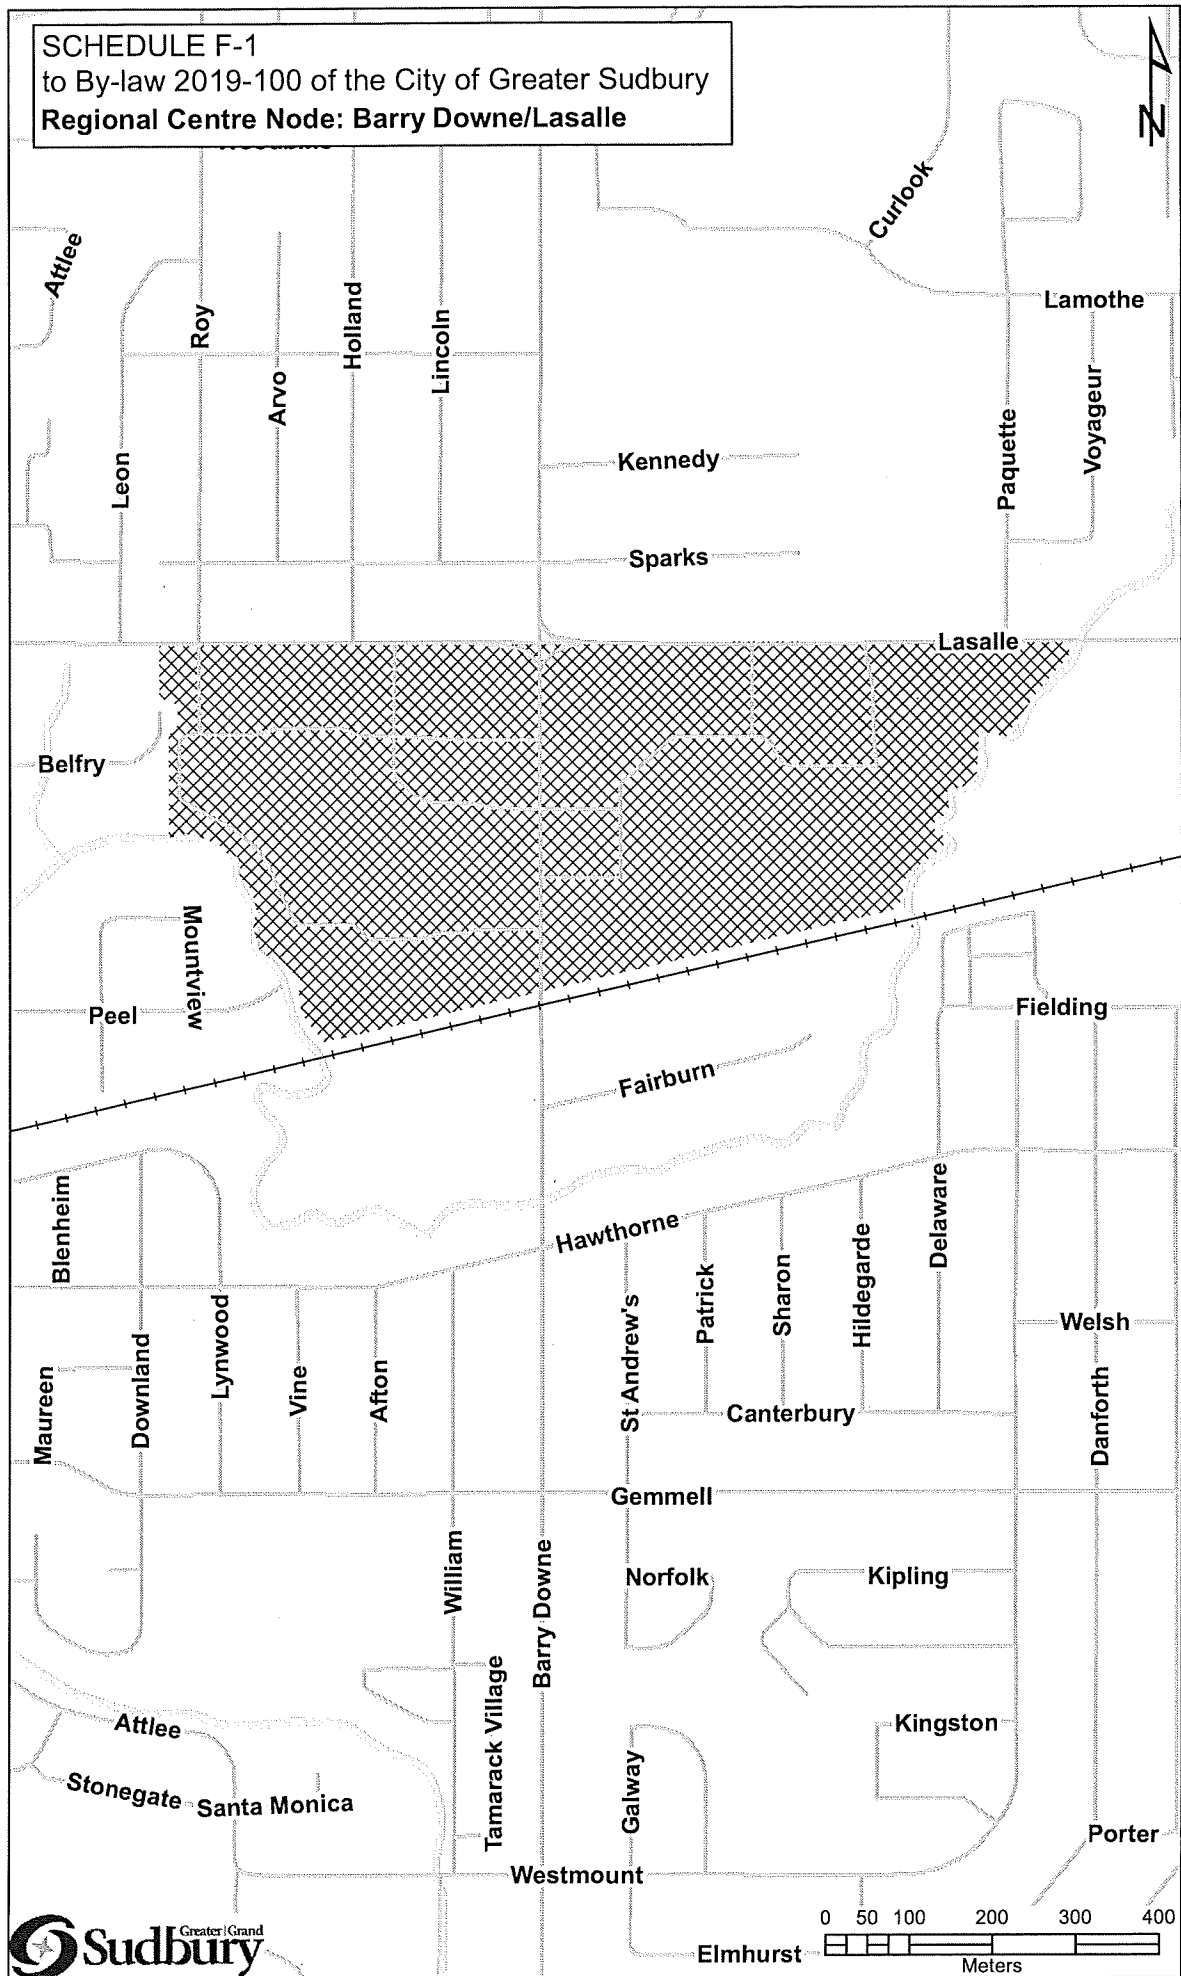 SCHEDULE F-1
to By-law 2019-100 of the City of Greater Sudbury
Regional Centre Node: Barry Downe/Lasalle
N
Curlook
Attlee
Lamothe
Roy
Holland
Lincoln
Arvo
Voyageur
Paquette
Leon
Kennedy
Sparks
Lasalle
Belfry
Mountview
Peel
Fielding
Fairburn
Blenheim
Hawthorne
Delaware
Hildegarde
Sharon
Patrick
St Andrew's
Welsh
Lynwood
Downland
Vine
Afton
Maureen
Canterbury
Danforth
Gemmell
William
Barry Downe
Norfolk
Kipling
Tamarack Village
Attlee
Kingston
Stonegate
Santa Monica
Galway
Porter
Westmount
Greater | Grand
Sudbury
Elmhurst
0 50 100 200 300 400
Meters